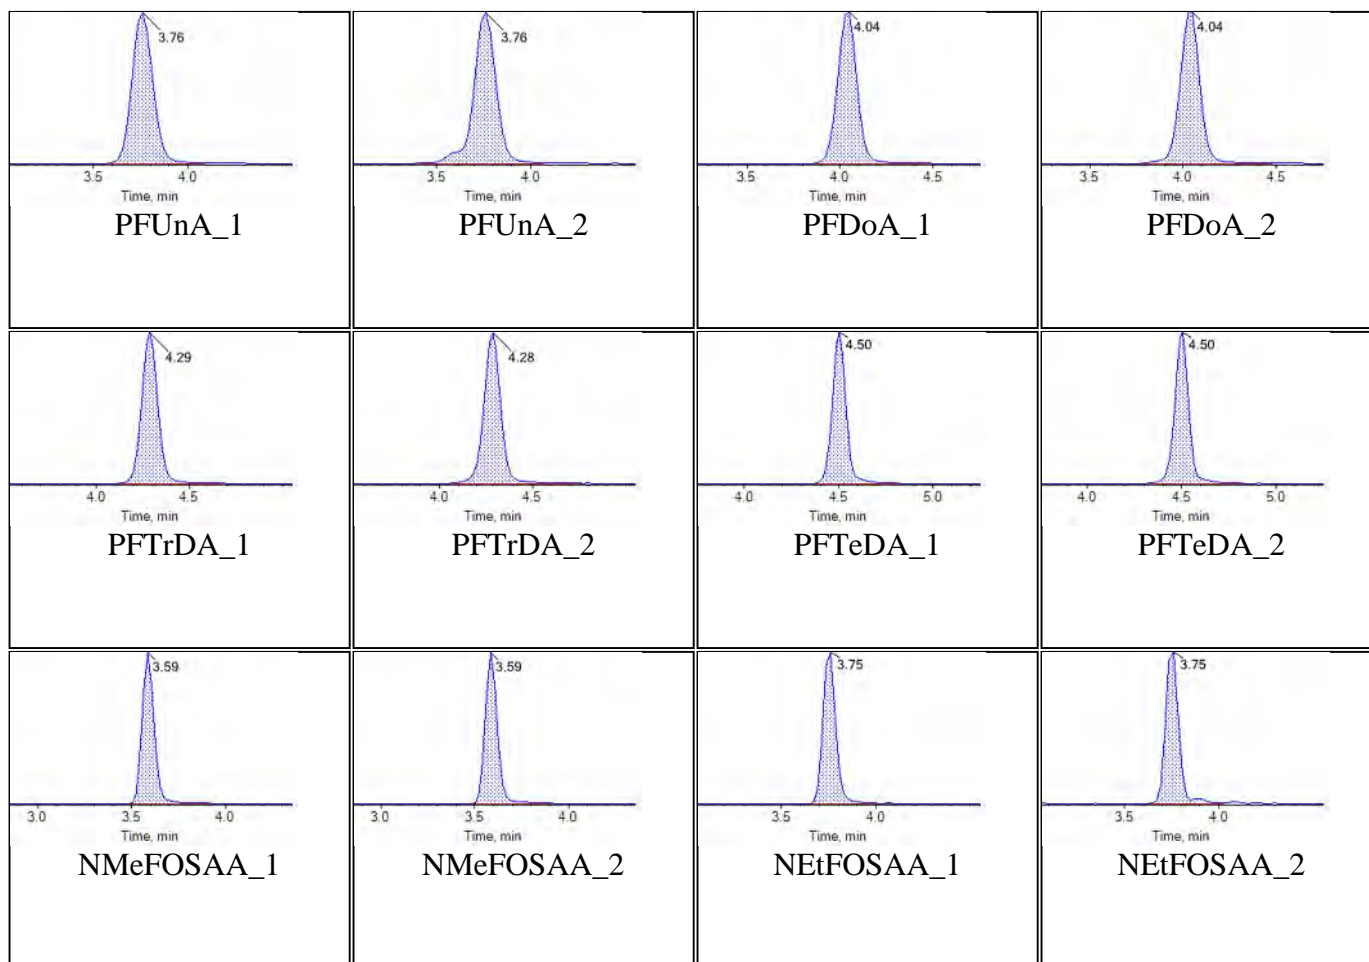 3.76
3.5 4.0
Time, min
PFUnA_1
3.76
3.5 4.0
Time, min
PFUnA_2
4.04
3.5 4.0 4.5
Time, min
PFDoA_1
4.04
3.5 4.0 4.5
Time, min
PFDoA_2
4.29
4.0 4.5
Time, min
PFTrDA_1
4.28
4.0 4.5
Time, min
PFTrDA_2
4.50
4.0 4.5 5.0
Time, min
PFTeDA_1
4.50
4.0 4.5 5.0
Time, min
PFTeDA_2
3.59
3.0 3.5 4.0
Time, min
NMeFOSAA_1
3.59
3.0 3.5 4.0
Time, min
NMeFOSAA_2
3.75
3.5 4.0
Time, min
NEtFOSAA_1
3.75
3.5 4.0
Time, min
NEtFOSAA_2